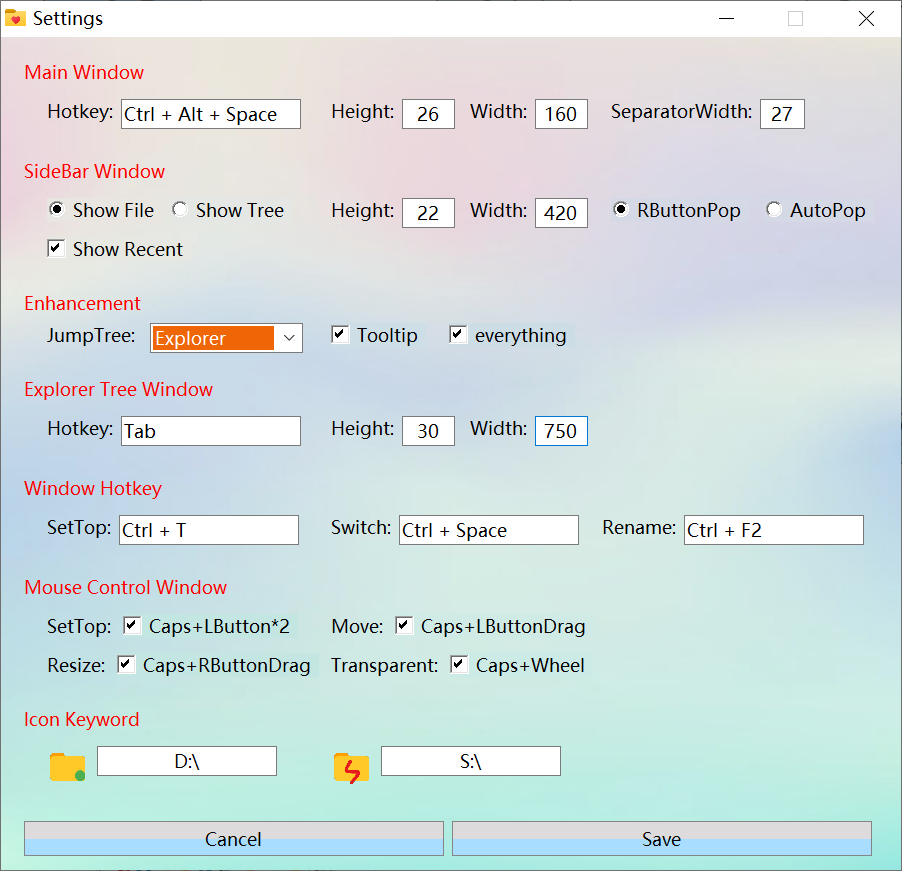 Settings
Main Window
Hotkey: Ctrl + Alt + Space Height: 26 Width: 160 SeparatorWidth: 27
SideBar Window
Show File Show Tree Height: 22 Width: 420 RButtonPop AutoPop
Show Recent
Enhancement
JumpTree: Explorer Tooltip everything
Explorer Tree Window
Hotkey: Tab Height: 30 Width: 750
Window Hotkey
SetTop: Ctrl + T Switch: Ctrl + Space Rename: Ctrl + F2
Mouse Control Window
SetTop: Caps+LButton*2 Move: Caps+LButtonDrag
Resize: Caps+RButtonDrag Transparent: Caps+Wheel
Icon Keyword
D:\ S:\
Cancel Save